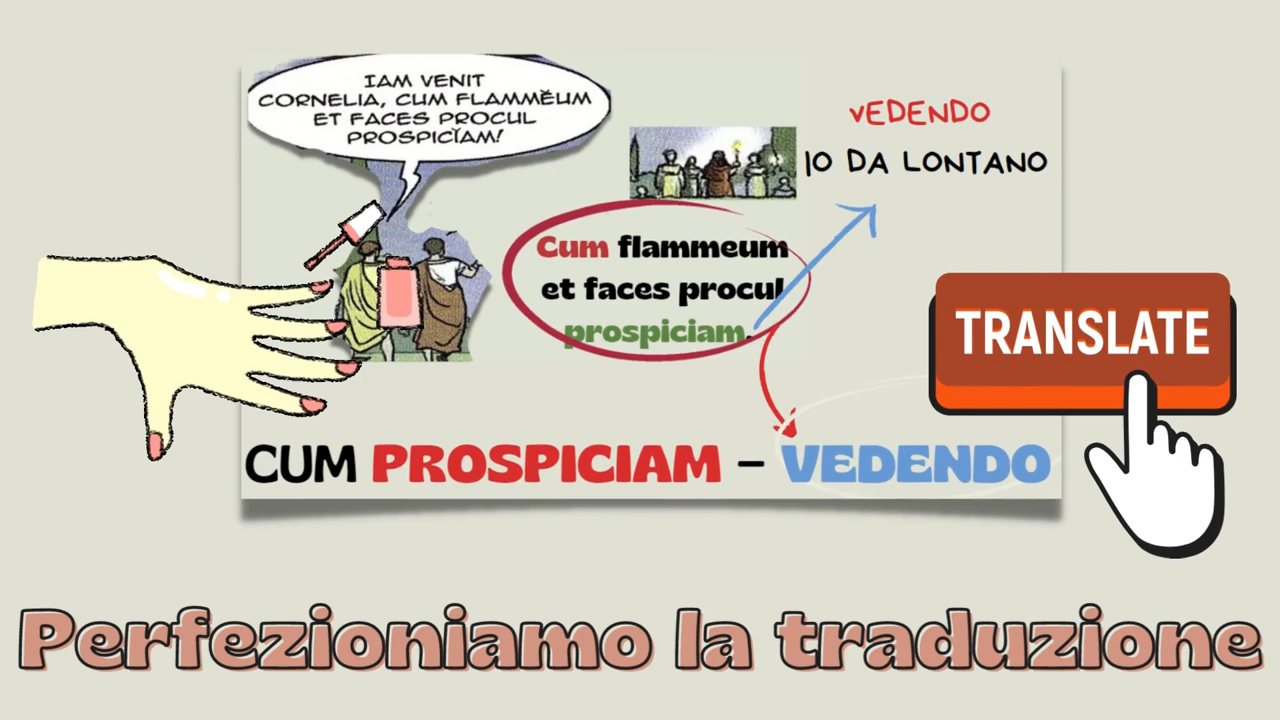 IAM VENIT
CORNELIA, CUM FLAMMĔUM
ET FACES PROCUL
PROSPICĬAM!
VEDENDO
IO DA LONTANO
Cum flammeum
et faces procul
prospiciam.
TRANSLATE
CUM PROSPICIAM – VEDENDO
Perfezioniamo la traduzione